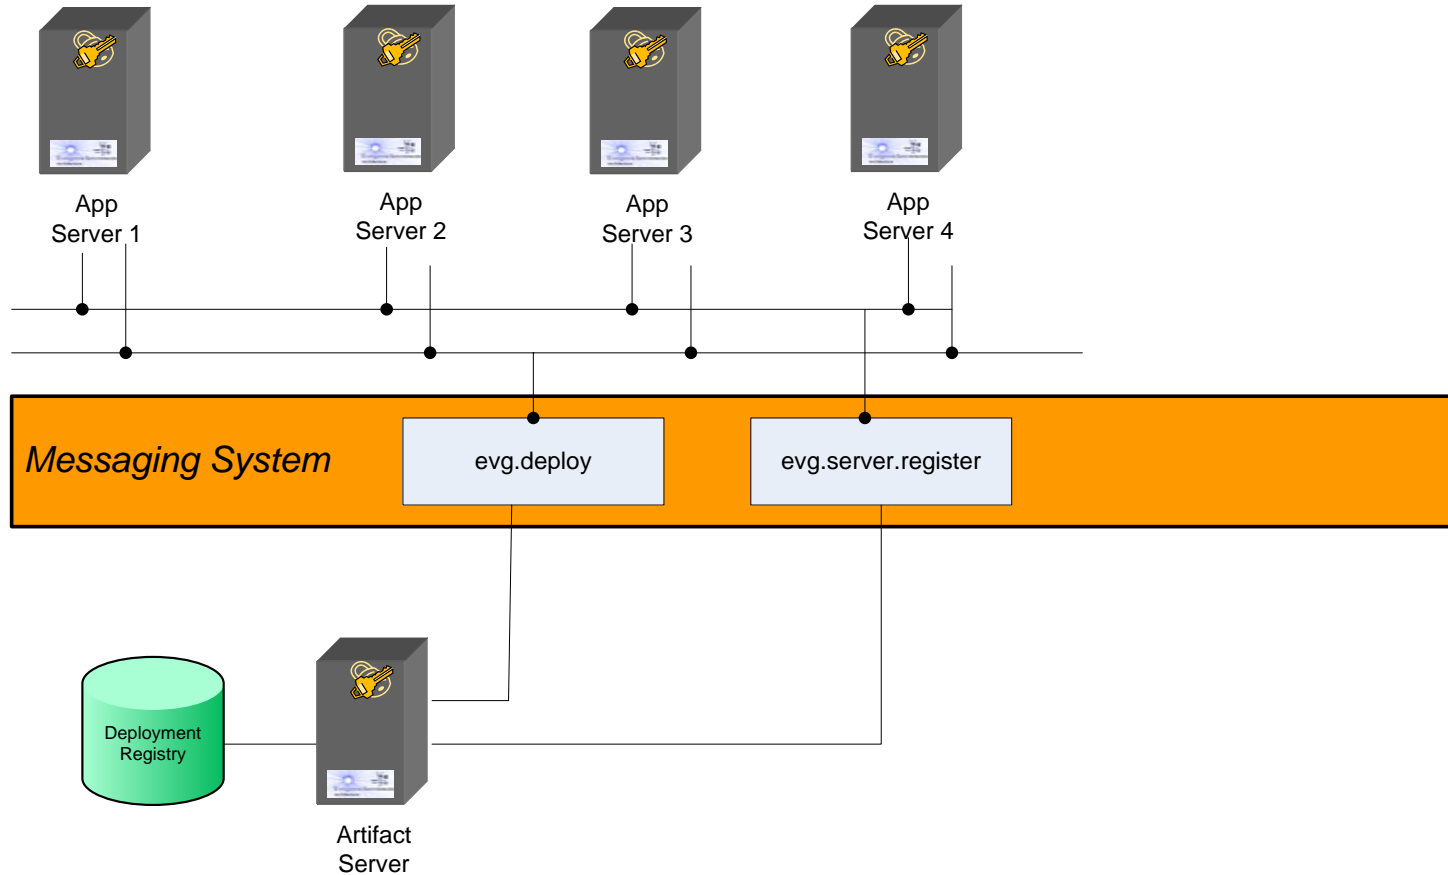 App
Server 1
App
Server 2
App
Server 3
App
Server 4
Messaging System
evg.deploy
evg.server.register
Deployment
Registry
Artifact
Server